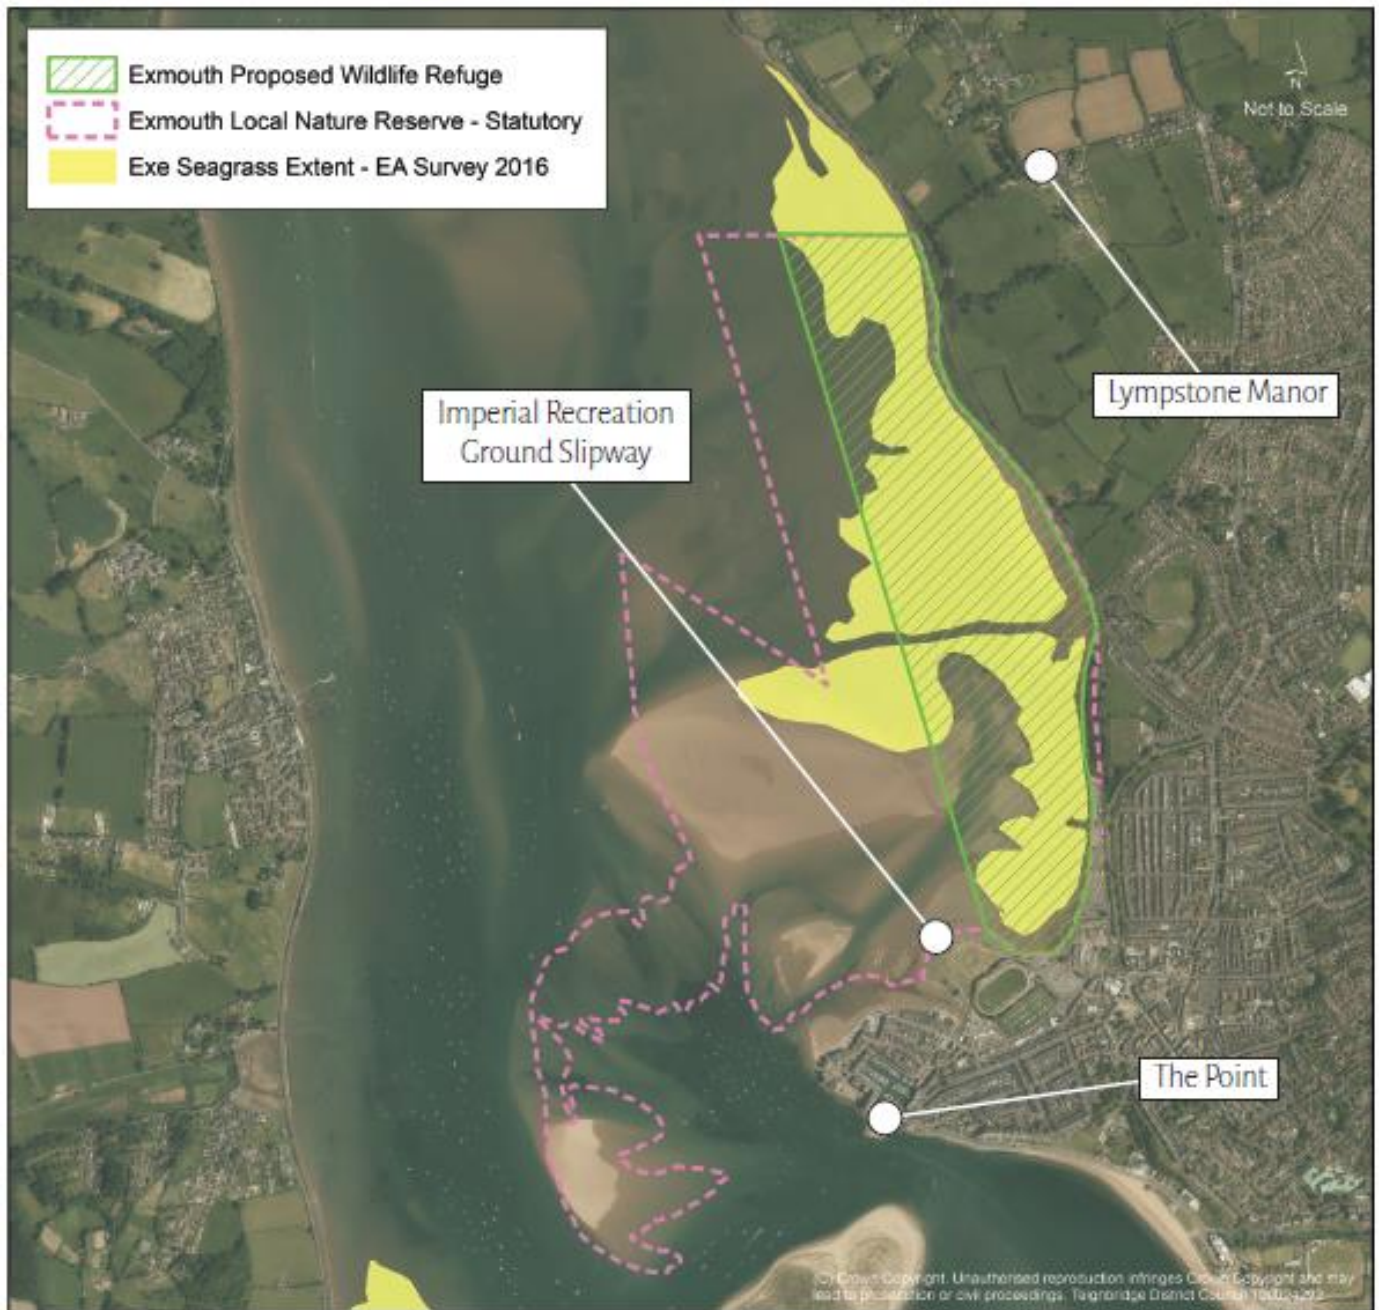 Exmouth Proposed Wildlife Refuge
Exmouth Local Nature Reserve - Statutory
Exe Seagrass Extent - EA Survey 2016
N
Not to Scale
Lympstone Manor
Imperial Recreation
Ground Slipway
The Point
(C) Crown Copyright. Unauthorised reproduction infringes Crown Copyright and may
lead to prosecution or civil proceedings. Teignbridge District Council